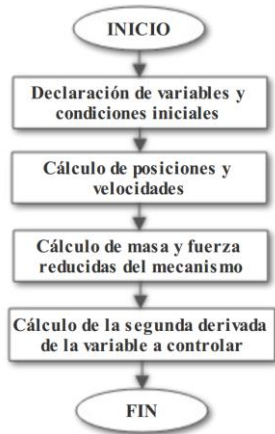 INICIO
Declaración de variables y
condiciones iniciales
Cálculo de posiciones y
velocidades
Cálculo de masa y fuerza
reducidas del mecanismo
Cálculo de la segunda derivada
de la variable a controlar
FIN